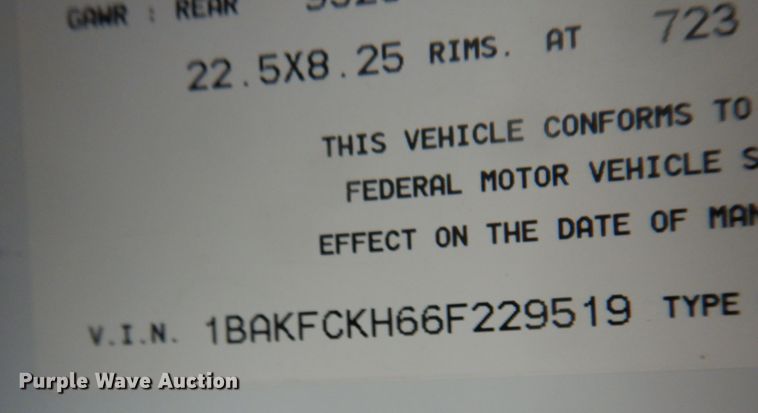 GAWR : REAR
22.5X8.25 RIMS. AT 723
THIS VEHICLE CONFORMS TO
FEDERAL MOTOR VEHICLE S
EFFECT ON THE DATE OF MAN
V.I.N. 1BAKFCKH66F229519 TYPE
Purple Wave Auction